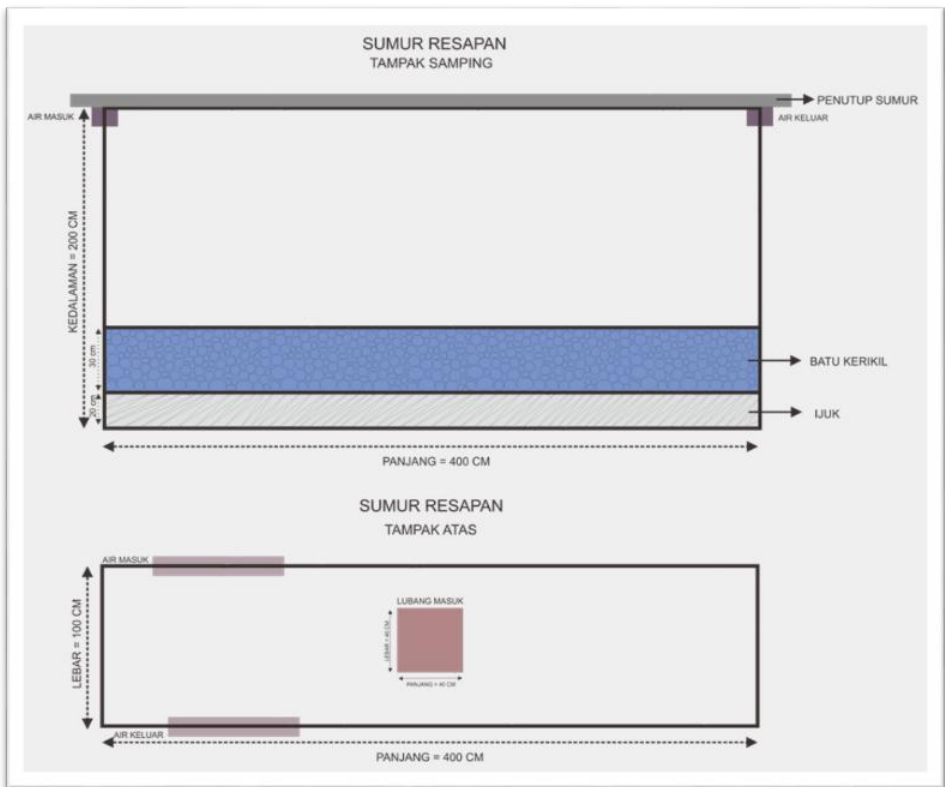 SUMUR RESAPAN
TAMPAK SAMPING
PENUTUP SUMUR
AIR MASUK
AIR KELUAR
KEDALAMAN = 200 CM
30 cm
BATU KERIKIL
20 cm
IJUK
PANJANG = 400 CM
SUMUR RESAPAN
TAMPAK ATAS
AIR MASUK
LUBANG MASUK
LEBAR = 100 CM
PANJANG = 40 CM
AIR KELUAR
PANJANG = 400 CM